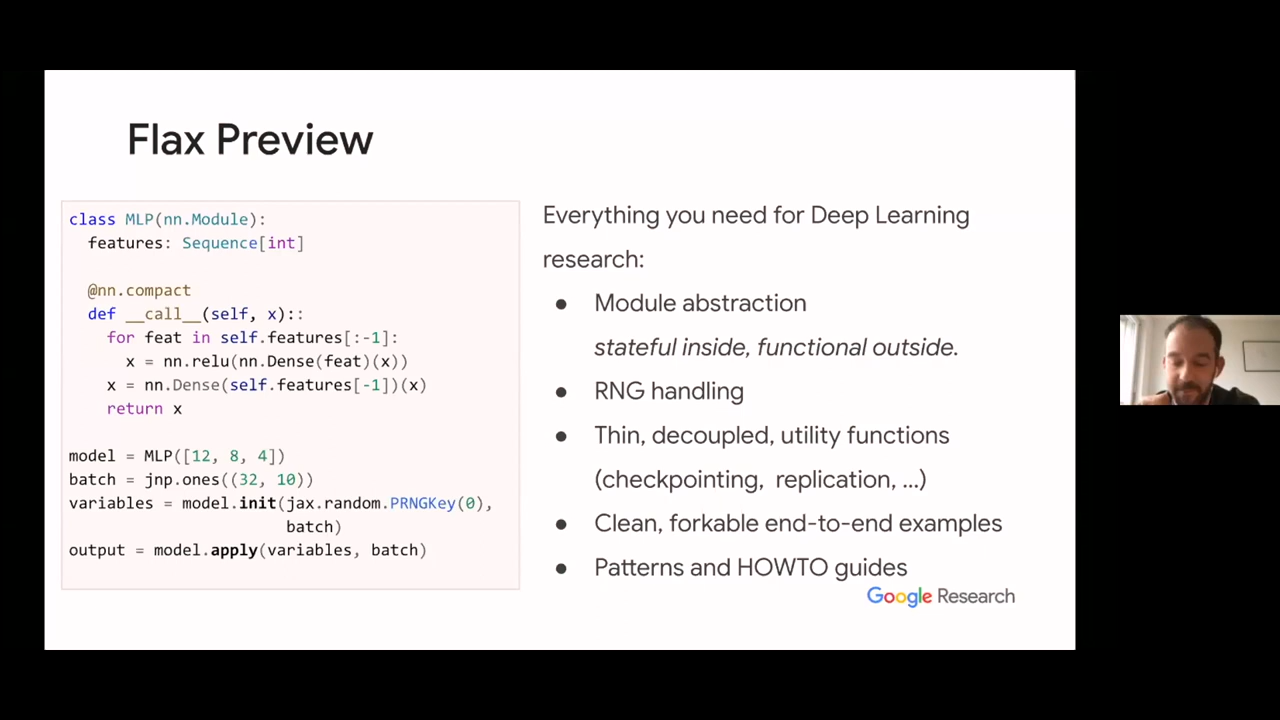 Flax Preview
class MLP(nn.Module):
features: Sequence[int]
@nn.compact
def __call__(self, x)::
for feat in self.features[:-1]:
x = nn.relu(nn.Dense(feat)(x))
x = nn.Dense(self.features[-1])(x)
return x
model = MLP([12, 8, 4])
batch = jnp.ones((32, 10))
variables = model.init(jax.random.PRNGKey(0),
batch)
output = model.apply(variables, batch)
Everything you need for Deep Learning
research:
● Module abstraction
stateful inside, functional outside.
● RNG handling
● Thin, decoupled, utility functions
(checkpointing, replication, ...)
● Clean, forkable end-to-end examples
● Patterns and HOWTO guides
Google Research